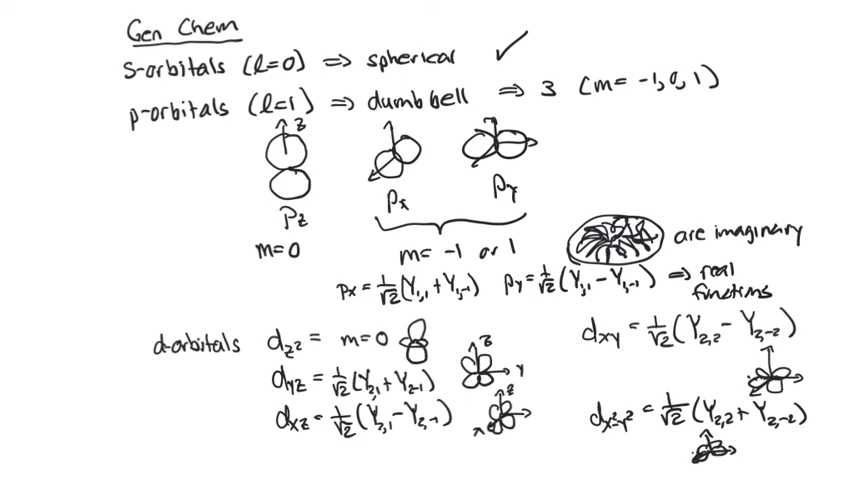 Gen Chem
s-orbitals (l=0) ⇒ spherical ✓
p-orbitals (l=1) ⇒ dumbbell ⇒ 3 (m= -1, 0, 1)
z
Pz Px Py
m=0 m= -1 or 1 are imaginary
px = 1/√2 (Y1,1 + Y1,-1) py = 1/√2 (Y1,1 - Y1,-1) ⇒ real functions
d-orbitals dz² = m=0 dxy = 1/√2 (Y2,2 - Y2,-2)
z y
dyz = 1/√2 (Y2,1 + Y2-1)
z
dxz = 1/√2 (Y2,1 - Y2,-1) dx²-y² = 1/√2 (Y2,2 + Y2,-2)